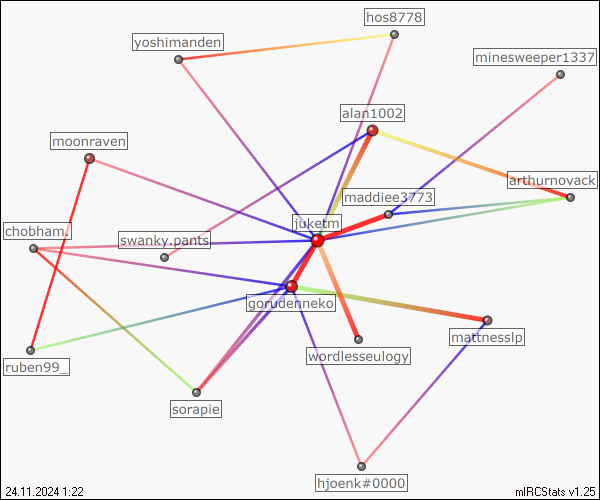 hos8778
yoshimanden
minesweeper1337
alan1002
moonraven
arthurnovack
maddiee3773
juketm
chobham.
swanky.pants
gorudenneko
mattnesslp
wordlesseulogy
ruben99_
sorapie
hjoenk#0000
24.11.2024 1:22
mIRCStats v1.25